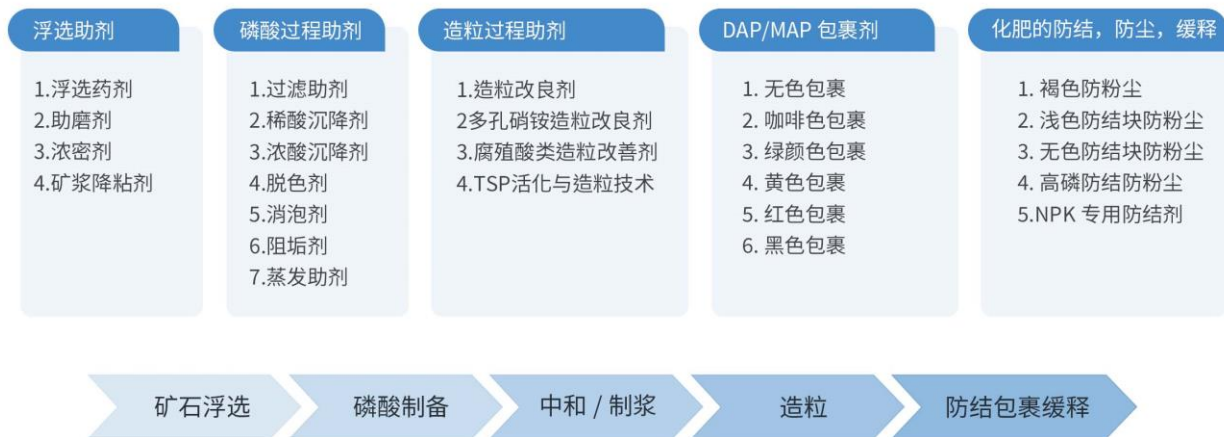 浮选助剂
1.浮选药剂
2.助磨剂
3.浓密剂
4.矿浆降粘剂
磷酸过程助剂
1.过滤助剂
2.稀酸沉降剂
3.浓酸沉降剂
4.脱色剂
5.消泡剂
6.阻垢剂
7.蒸发助剂
造粒过程助剂
1.造粒改良剂
2多孔硝铵造粒改良剂
3.腐殖酸类造粒改善剂
4.TSP活化与造粒技术
DAP/MAP 包裹剂
1. 无色包裹
2. 咖啡色包裹
3. 绿颜色包裹
4. 黄色包裹
5. 红色包裹
6. 黑色包裹
化肥的防结，防尘，缓释
1. 褐色防粉尘
2. 浅色防结块防粉尘
3. 无色防结块防粉尘
4. 高磷防结防粉尘
5.NPK 专用防结剂
矿石浮选
磷酸制备
中和 / 制浆
造粒
防结包裹缓释